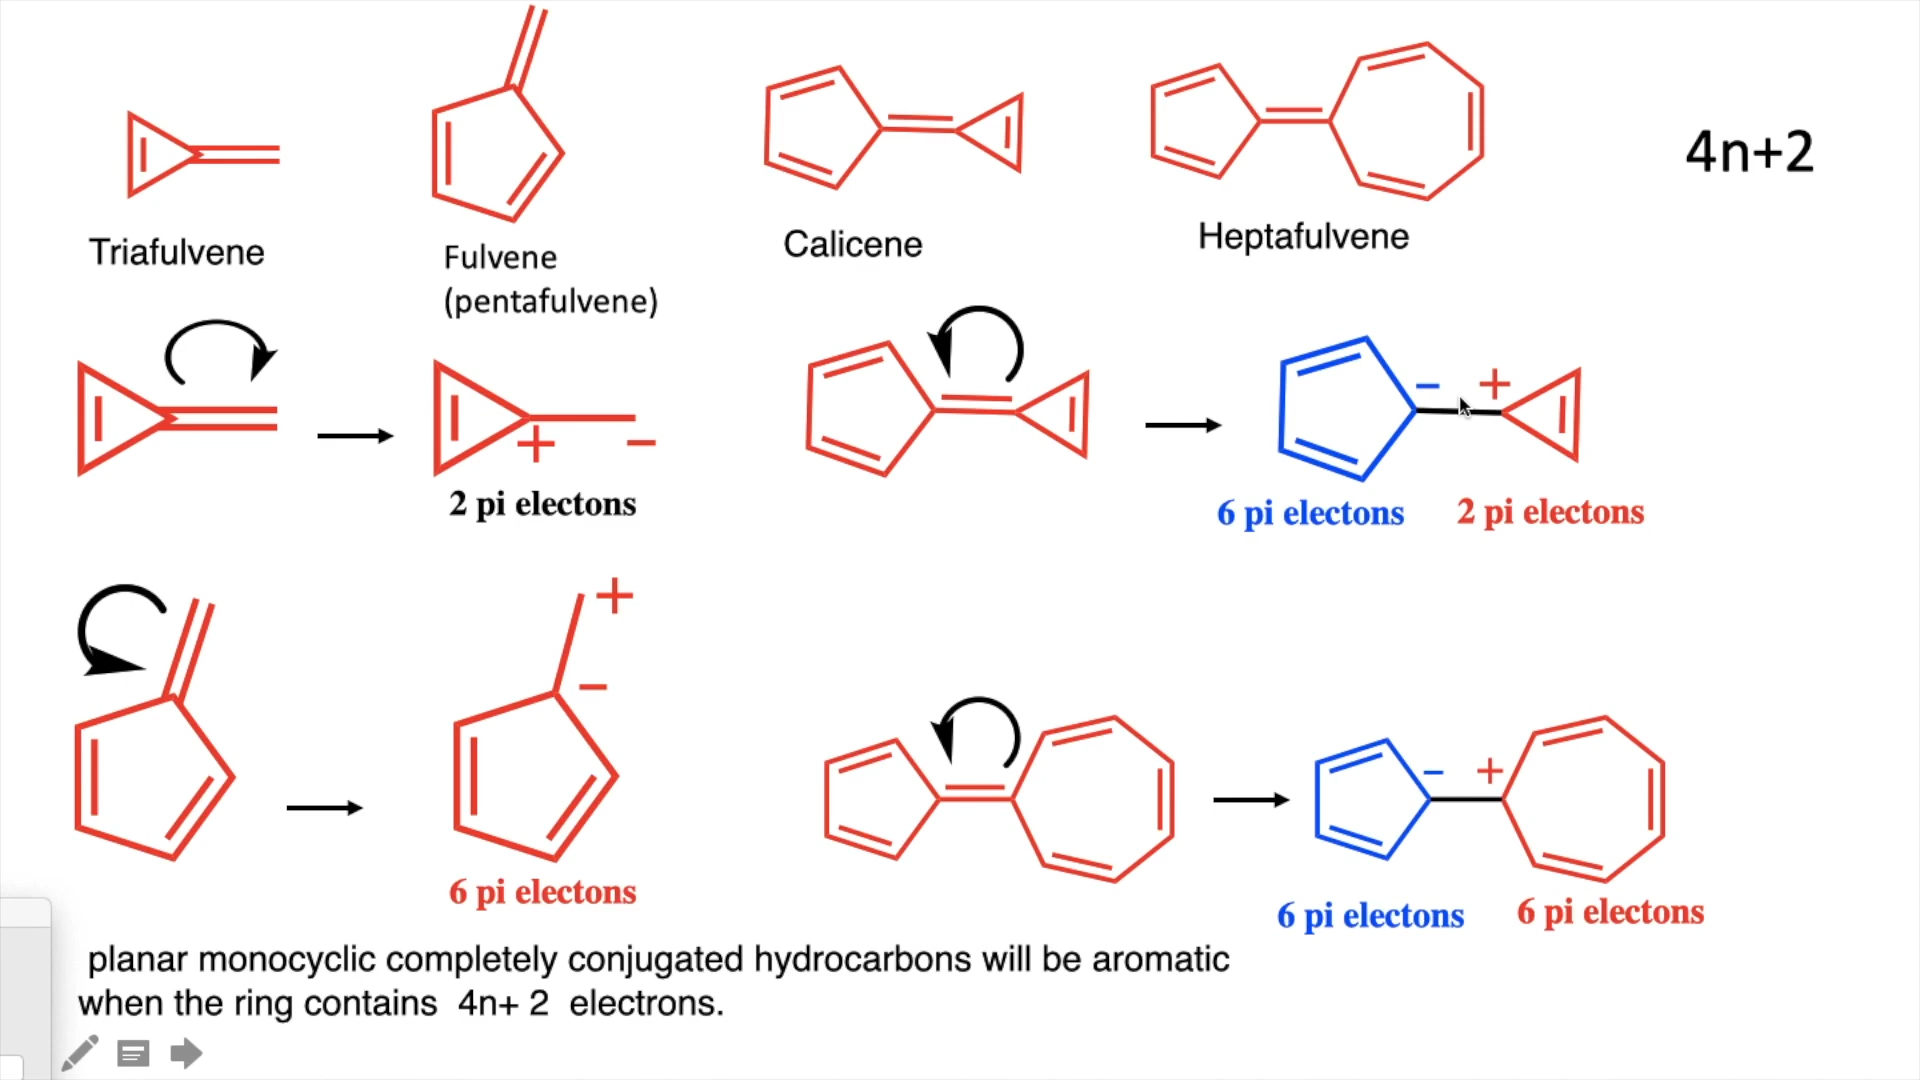 4n+2
Triafulvene
Fulvene
(pentafulvene)
Calicene
Heptafulvene
+
−
2 pi electons
−
+
6 pi electons
2 pi electons
+
−
6 pi electons
−
+
6 pi electons
6 pi electons
planar monocyclic completely conjugated hydrocarbons will be aromatic
when the ring contains 4n+ 2 electrons.